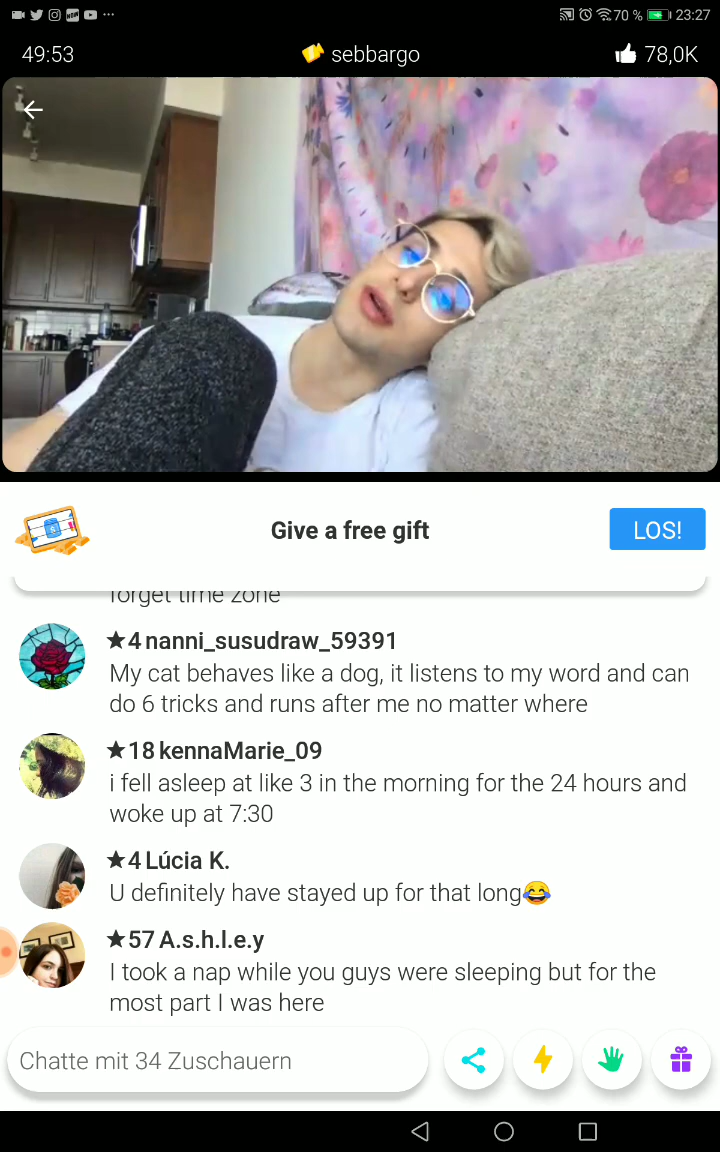 70 % 23:27
49:53 sebbargo 78,0K
Give a free gift LOS!
forget time zone
★4 nanni_susudraw_59391
My cat behaves like a dog, it listens to my word and can
do 6 tricks and runs after me no matter where
★18 kennaMarie_09
i fell asleep at like 3 in the morning for the 24 hours and
woke up at 7:30
★4 Lúcia K.
U definitely have stayed up for that long😂
★57 A.s.h.l.e.y
I took a nap while you guys were sleeping but for the
most part I was here
Chatte mit 34 Zuschauern